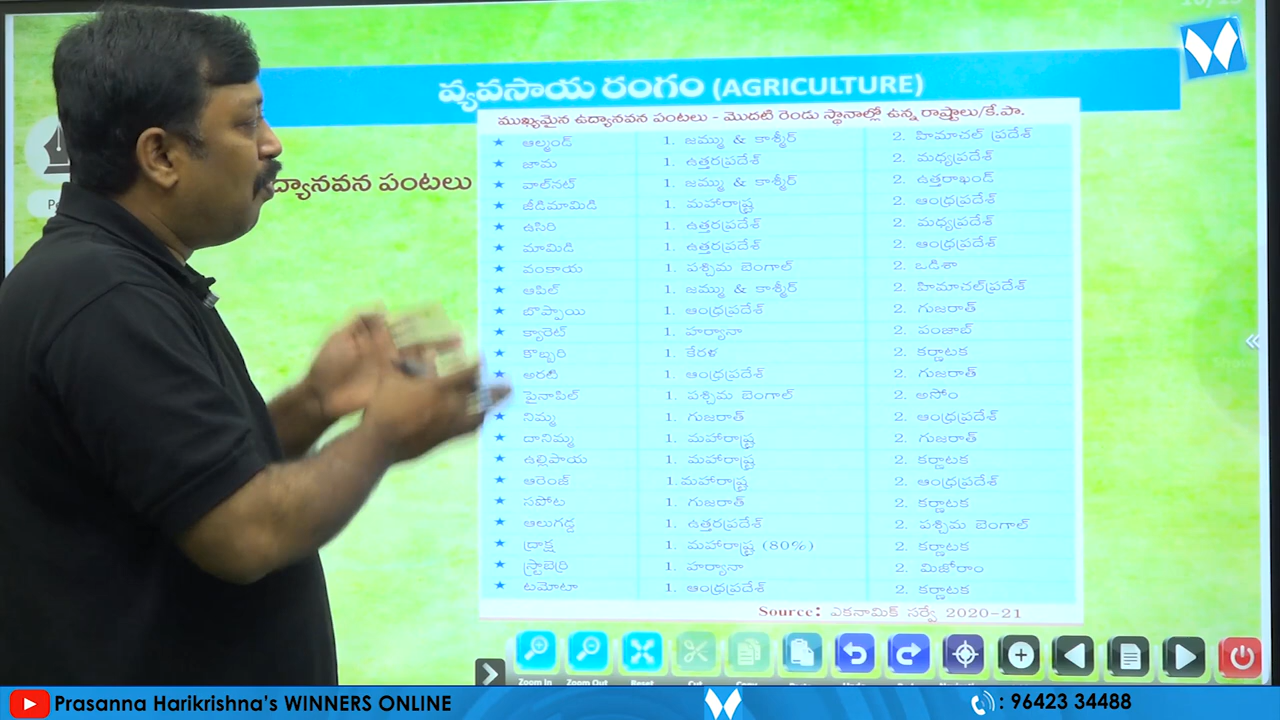 వ్యవసాయ రంగం (AGRICULTURE)
ముఖ్యమైన ఉద్యానవన పంటలు - మొదటి రెండు స్థానాల్లో ఉన్న రాష్ట్రాలు/కే.పా.
ద్యానవన పంటలు
★ ఆల్మండ్ 1. జమ్ము & కాశ్మీర్ 2. హిమాచల్ ప్రదేశ్
★ జామ 1. ఉత్తరప్రదేశ్ 2. మధ్యప్రదేశ్
★ వాల్‌నట్ 1. జమ్ము & కాశ్మీర్ 2. ఉత్తరాఖండ్
★ జీడిమామిడి 1. మహారాష్ట్ర 2. ఆంధ్రప్రదేశ్
★ ఉసిరి 1. ఉత్తరప్రదేశ్ 2. మధ్యప్రదేశ్
★ మామిడి 1. ఉత్తరప్రదేశ్ 2. ఆంధ్రప్రదేశ్
★ వంకాయ 1. పశ్చిమ బెంగాల్ 2. ఒడిశా
★ ఆపిల్ 1. జమ్ము & కాశ్మీర్ 2. హిమాచల్‌ప్రదేశ్
★ బొప్పాయి 1. ఆంధ్రప్రదేశ్ 2. గుజరాత్
★ క్యారెట్ 1. హర్యానా 2. పంజాబ్
★ కొబ్బరి 1. కేరళ 2. కర్ణాటక
★ అరటి 1. ఆంధ్రప్రదేశ్ 2. గుజరాత్
★ పైనాపిల్ 1. పశ్చిమ బెంగాల్ 2. అసోం
★ నిమ్మ 1. గుజరాత్ 2. ఆంధ్రప్రదేశ్
★ దానిమ్మ 1. మహారాష్ట్ర 2. గుజరాత్
★ ఉల్లిపాయ 1. మహారాష్ట్ర 2. కర్ణాటక
★ ఆరెంజ్ 1. మహారాష్ట్ర 2. ఆంధ్రప్రదేశ్
★ సపోట 1. గుజరాత్ 2. కర్ణాటక
★ ఆలుగడ్డ 1. ఉత్తరప్రదేశ్ 2. పశ్చిమ బెంగాల్
★ ద్రాక్ష 1. మహారాష్ట్ర (80%) 2. కర్ణాటక
★ స్ట్రాబెర్రి 1. హర్యానా 2. మిజోరాం
★ టమోటా 1. ఆంధ్రప్రదేశ్ 2. కర్ణాటక
Source: ఎకనామిక్ సర్వే 2020-21
Zoom In Zoom Out Reset Cut Copy
Prasanna Harikrishna's WINNERS ONLINE
: 96423 34488